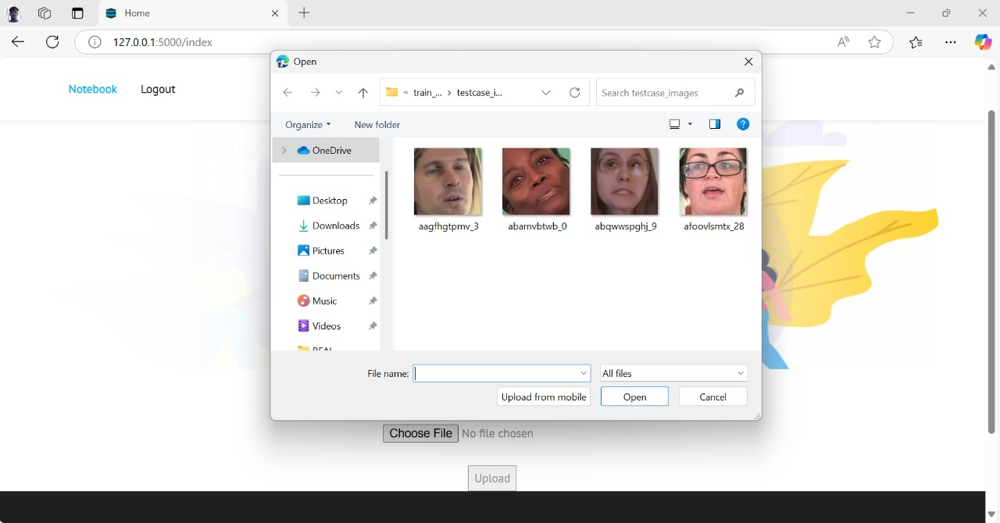 Home
127.0.0.1:5000/index
Open
Notebook
Logout
« train_... › testcase_i...
Search testcase_images
Organize
New folder
OneDrive
Desktop
Downloads
Pictures
Documents
Music
Videos
aagfhgtpmv_3
abarnvbtwb_0
abqwwspghj_9
afoovlsmtx_28
File name:
All files
Upload from mobile
Open
Cancel
Choose File No file chosen
Upload